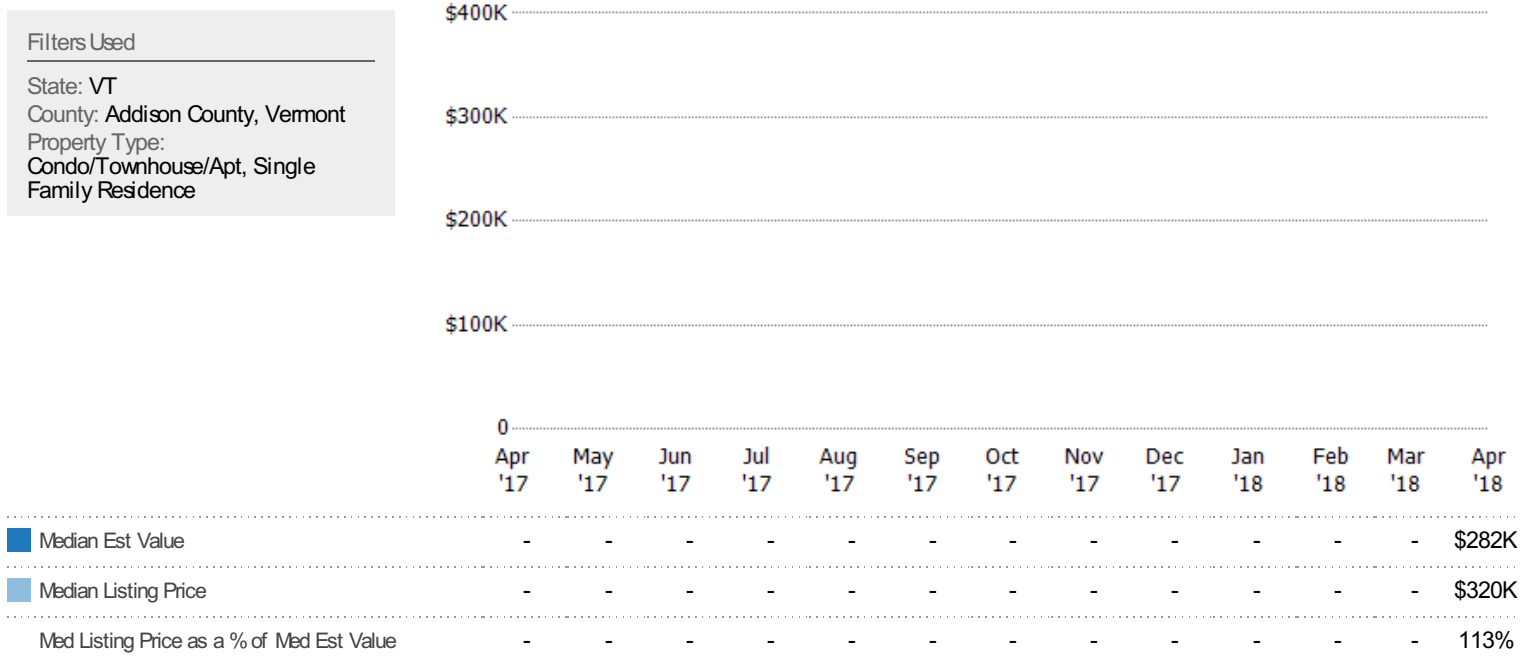 Filters Used
State: VT
County: Addison County, Vermont
Property Type:
Condo/Townhouse/Apt, Single
Family Residence
$400K
$300K
$200K
$100K
0
Apr May Jun Jul Aug Sep Oct Nov Dec Jan Feb Mar Apr
'17 '17 '17 '17 '17 '17 '17 '17 '17 '18 '18 '18 '18
Median Est Value - - - - - - - - - - - - $282K
Median Listing Price - - - - - - - - - - - - $320K
Med Listing Price as a % of Med Est Value - - - - - - - - - - - - 113%